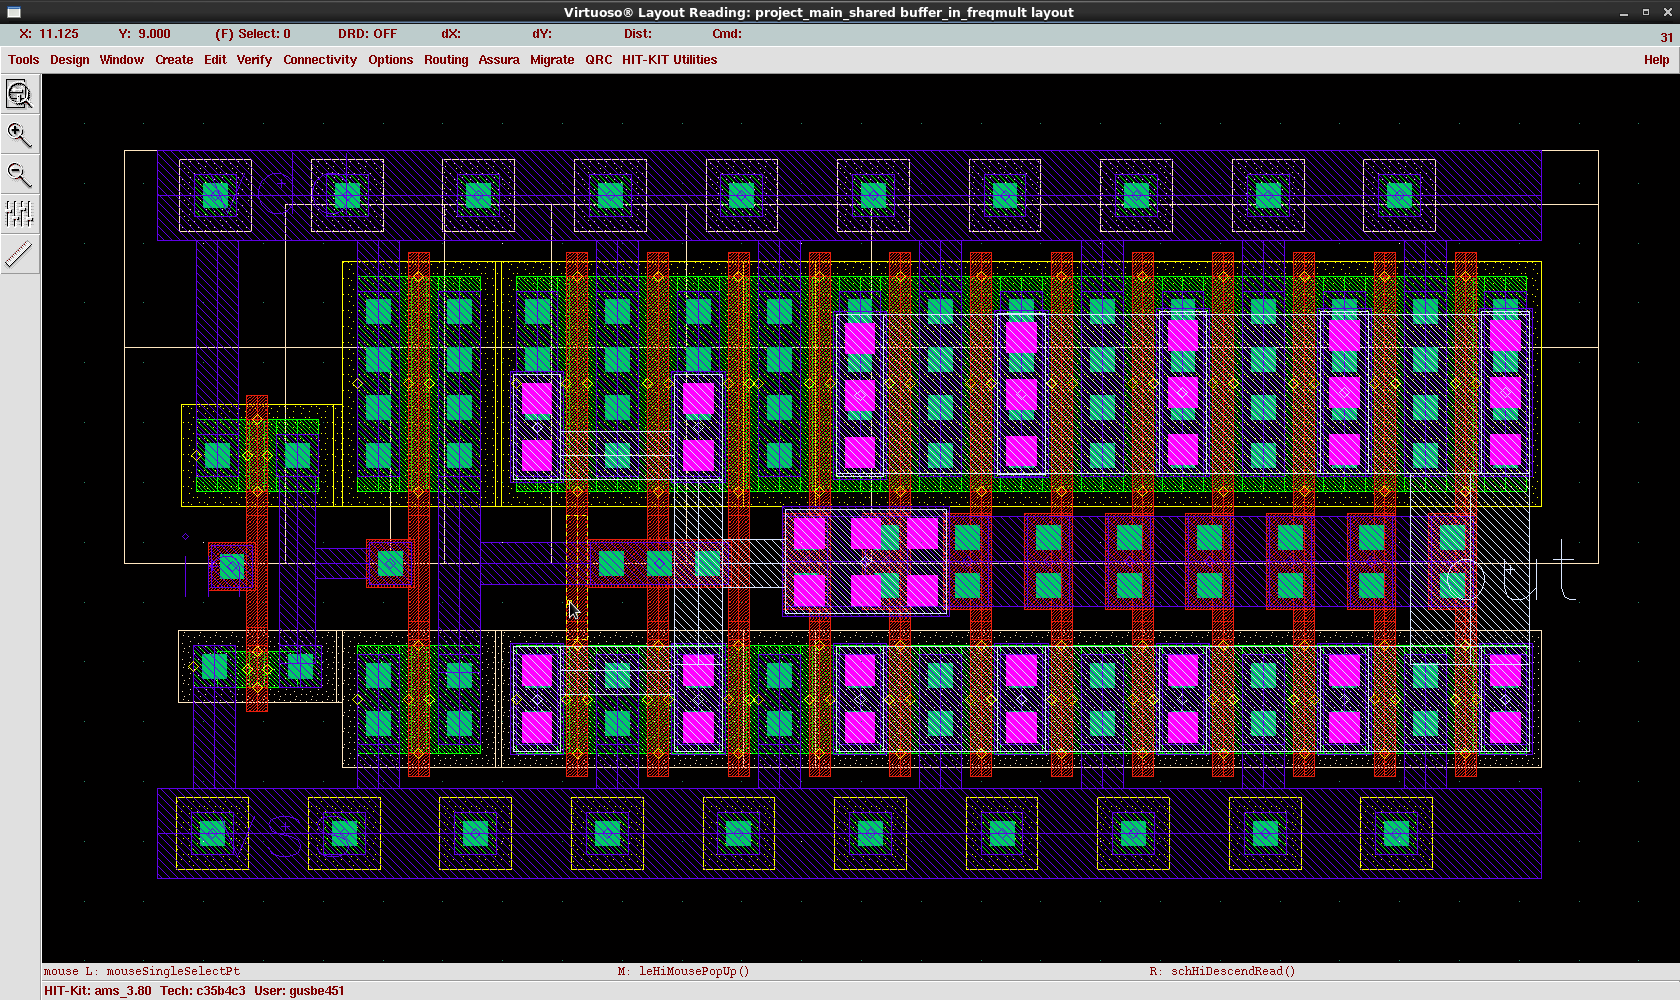 Virtuoso® Layout Reading: project_main_shared buffer_in_freqmult layout
X: 11.125 Y: 9.000 (F) Select: 0 DRD: OFF dX: dY: Dist: Cmd:
31
Tools Design Window Create Edit Verify Connectivity Options Routing Assura Migrate QRC HIT-KIT Utilities Help
out
mouse L: mouseSingleSelectPt M: leHiMousePopUp() R: schHiDescendRead()
HIT-Kit: ams_3.80 Tech: c35b4c3 User: gusbe451